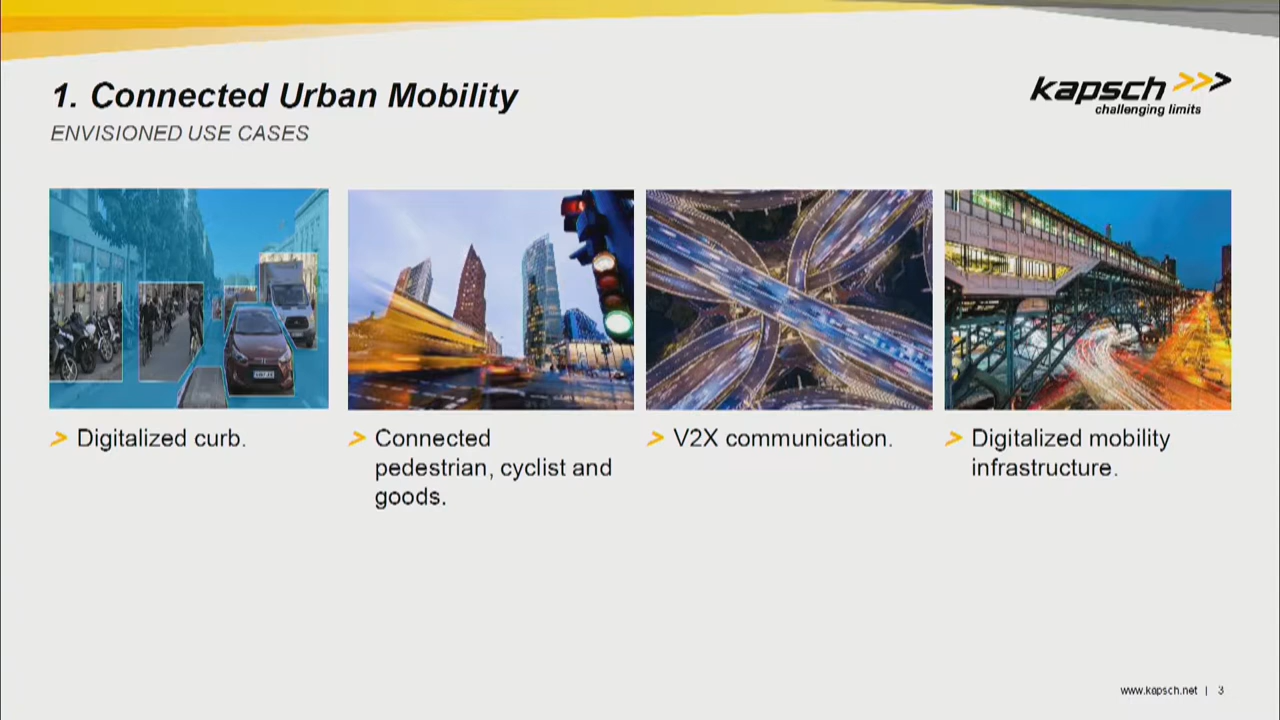 1. Connected Urban Mobility
ENVISIONED USE CASES
kapsch >>>
challenging limits
> Digitalized curb.
> Connected
pedestrian, cyclist and
goods.
> V2X communication.
> Digitalized mobility
infrastructure.
www.kapsch.net | 3